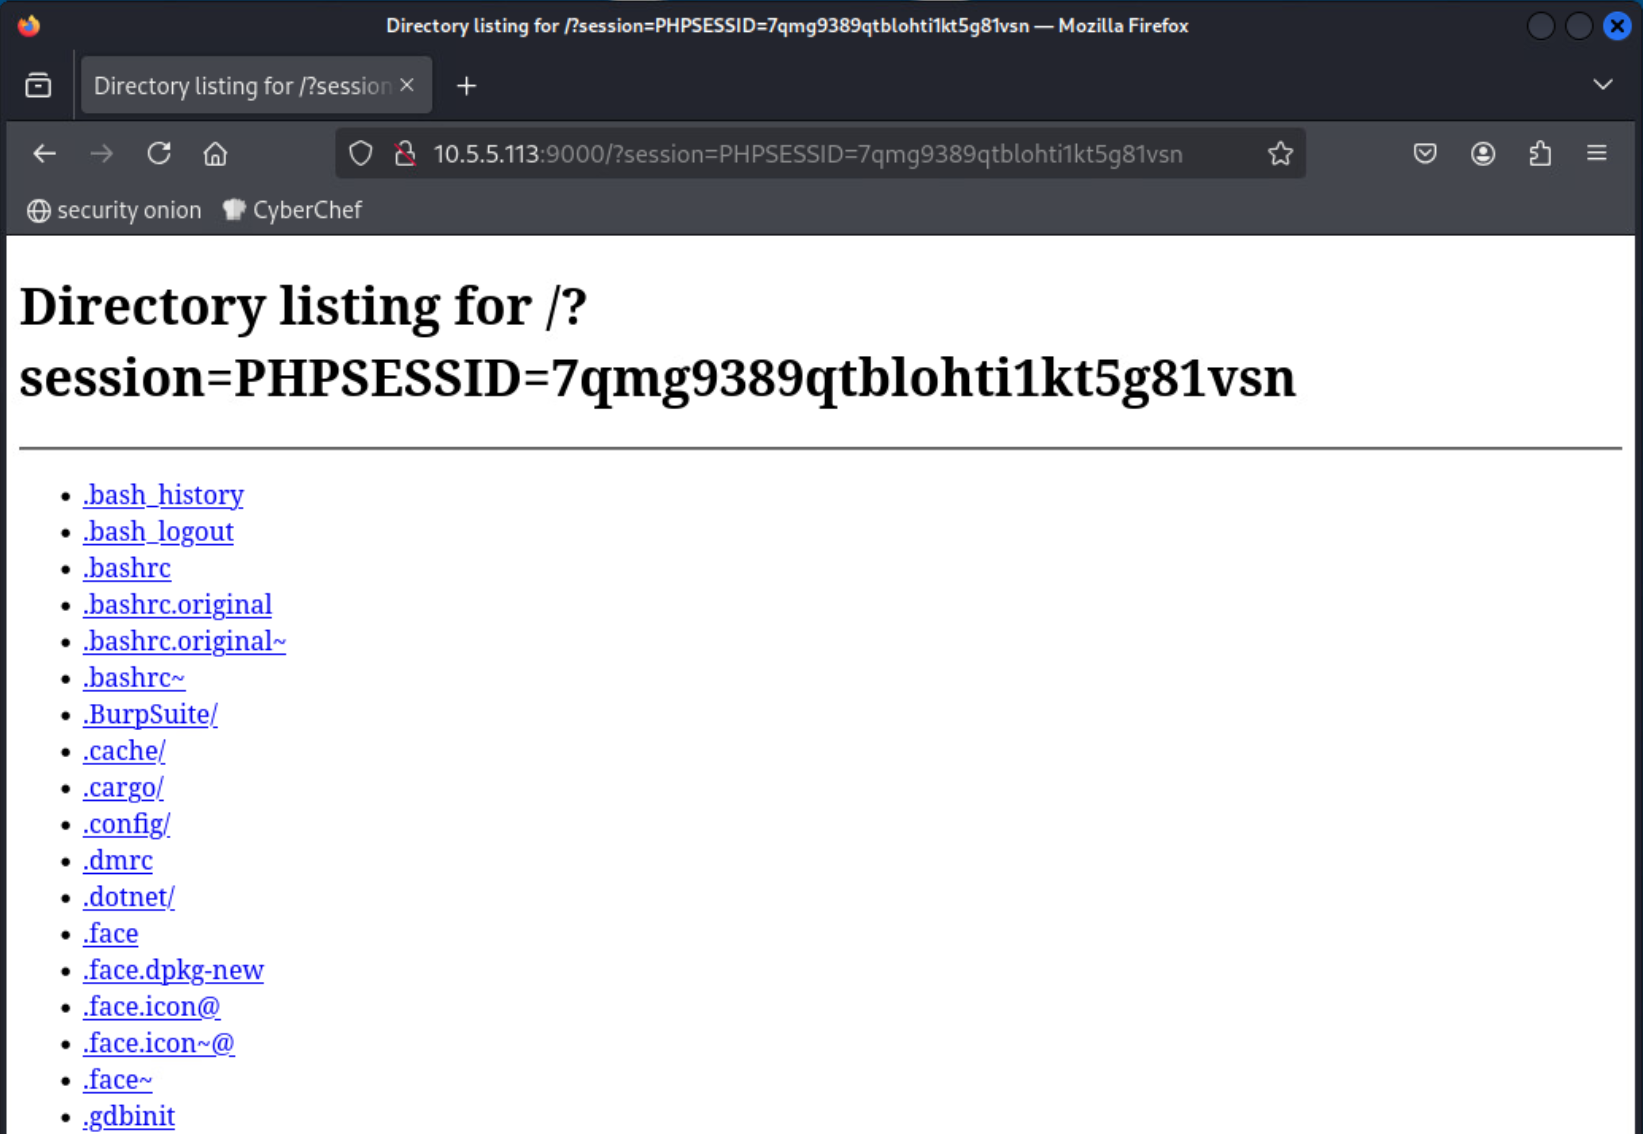 Directory listing for /?session=PHPSESSID=7qmg9389qtblohti1kt5g81vsn — Mozilla Firefox
Directory listing for /?session
10.5.5.113:9000/?session=PHPSESSID=7qmg9389qtblohti1kt5g81vsn
security onion CyberChef
Directory listing for /?
session=PHPSESSID=7qmg9389qtblohti1kt5g81vsn
.bash_history
.bash_logout
.bashrc
.bashrc.original
.bashrc.original~
.bashrc~
.BurpSuite/
.cache/
.cargo/
.config/
.dmrc
.dotnet/
.face
.face.dpkg-new
.face.icon@
.face.icon~@
.face~
.gdbinit